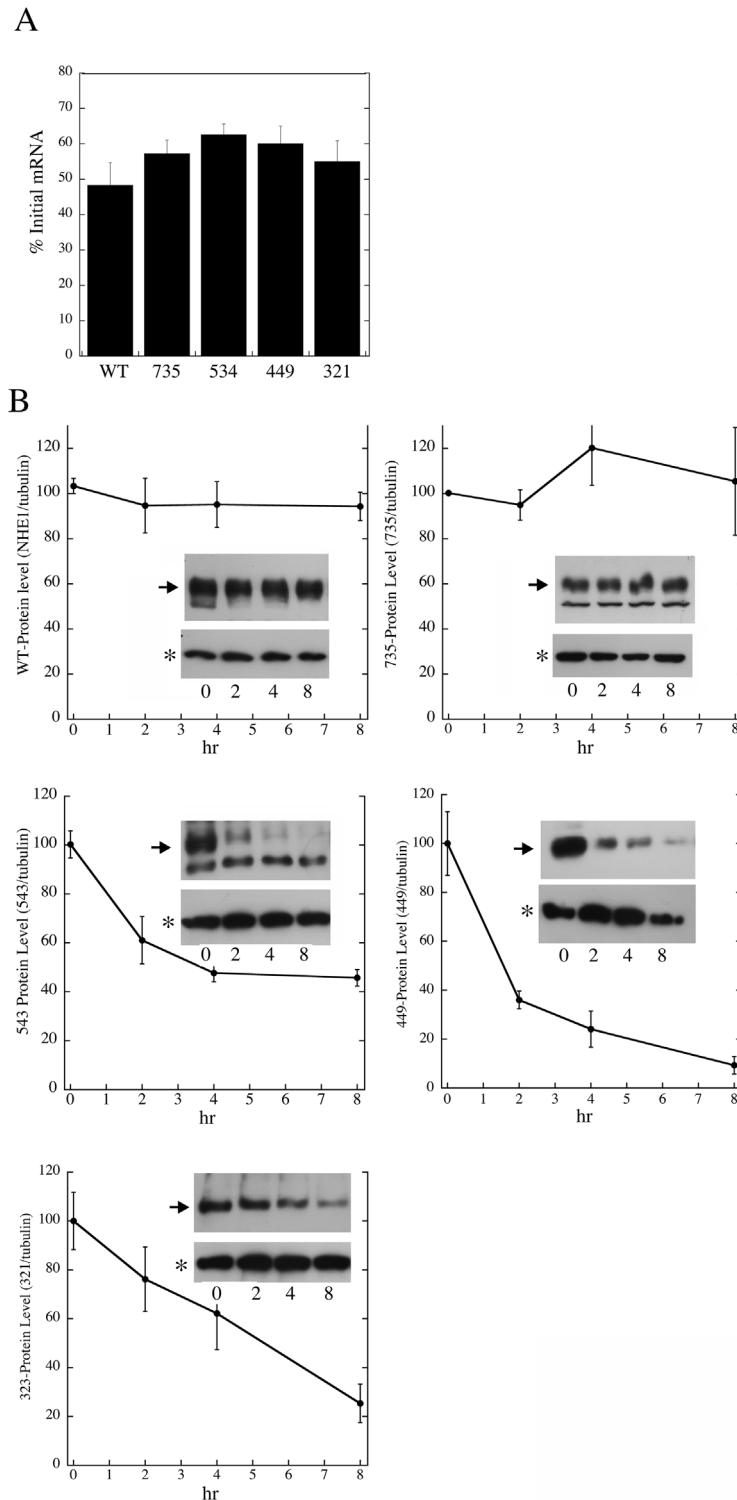 A
% Initial mRNA
80
70
60
50
40
30
20
10
0
WT 735 534 449 321
B
WT-Protein level (NHE1/tubulin)
120
100
80
60
40
20
0
*
0 2 4 8
0 1 2 3 4 5 6 7 8
hr
735-Protein Level (735/tubulin)
120
100
80
60
40
20
0
*
0 2 4 8
0 1 2 3 4 5 6 7 8
hr
543 Protein Level (543/tubulin)
120
100
80
60
40
20
0
*
0 2 4 8
0 1 2 3 4 5 6 7 8
hr
449-Protein Level (449/tubulin)
120
100
80
60
40
20
0
*
0 2 4 8
0 1 2 3 4 5 6 7 8
hr
323-Protein Level (321/tubulin)
120
100
80
60
40
20
0
*
0 2 4 8
0 1 2 3 4 5 6 7 8
hr